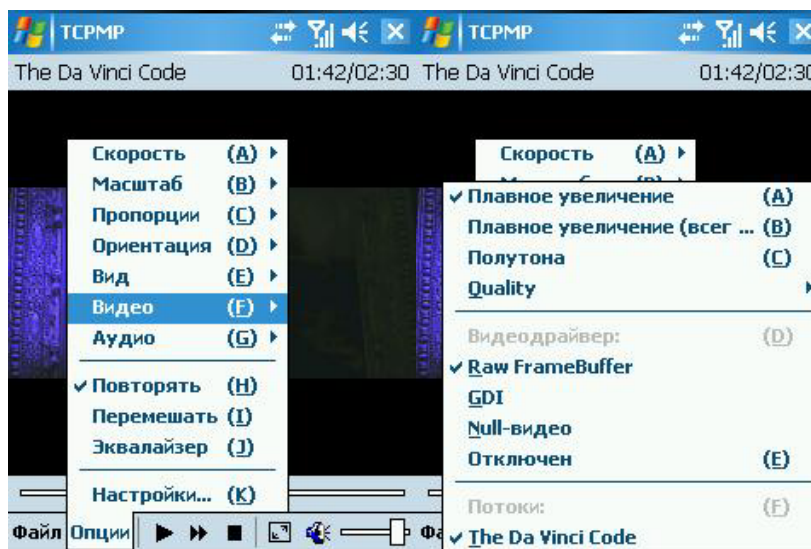 TCPMP
The Da Vinci Code 01:42/02:30
Скорость (A)
Масштаб (B)
Пропорции (C)
Ориентация (D)
Вид (E)
Видео (F)
Аудио (G)
Повторять (H)
Перемешать (I)
Эквалайзер (J)
Настройки... (K)
Файл Опции
TCPMP
The Da Vinci Code 01:42/02:30
Скорость (A)
Плавное увеличение (A)
Плавное увеличение (всег ... (B)
Полутона (C)
Quality
Видеодрайвер: (D)
Raw FrameBuffer
GDI
Null-видео
Отключен (E)
Потоки: (F)
The Da Vinci Code